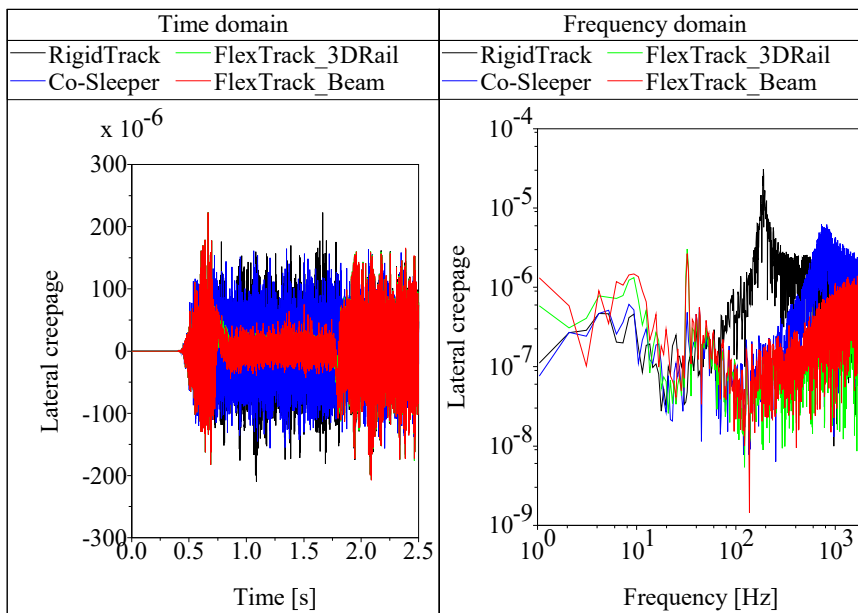 Time domain
RigidTrack FlexTrack_3DRail
Co-Sleeper FlexTrack_Beam
x 10-6
300
200
100
0
-100
-200
-300
0.0 0.5 1.0 1.5 2.0 2.5
Lateral creepage
Time [s]
Frequency domain
RigidTrack FlexTrack_3DRail
Co-Sleeper FlexTrack_Beam
10-4
10-5
10-6
10-7
10-8
10-9
100 101 102 103
Lateral creepage
Frequency [Hz]